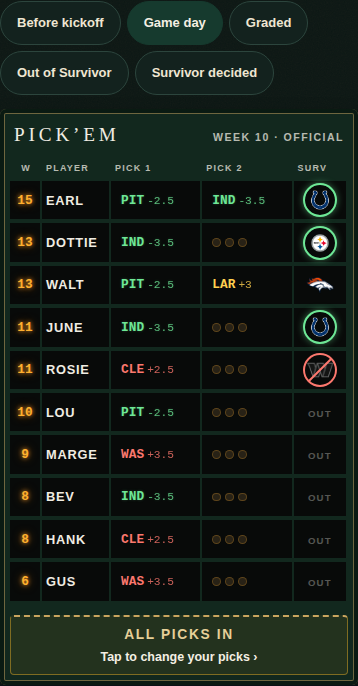 Before kickoff Game day Graded
Out of Survivor Survivor decided
PICK'EM WEEK 10 · OFFICIAL
W PLAYER PICK 1 PICK 2 SURV
15 EARL PIT -2.5 IND -3.5
13 DOTTIE IND -3.5
13 WALT PIT -2.5 LAR +3
11 JUNE IND -3.5
11 ROSIE CLE +2.5 W
10 LOU PIT -2.5 OUT
9 MARGE WAS +3.5 OUT
8 BEV IND -3.5 OUT
8 HANK CLE +2.5 OUT
6 GUS WAS +3.5 OUT
ALL PICKS IN
Tap to change your picks ›